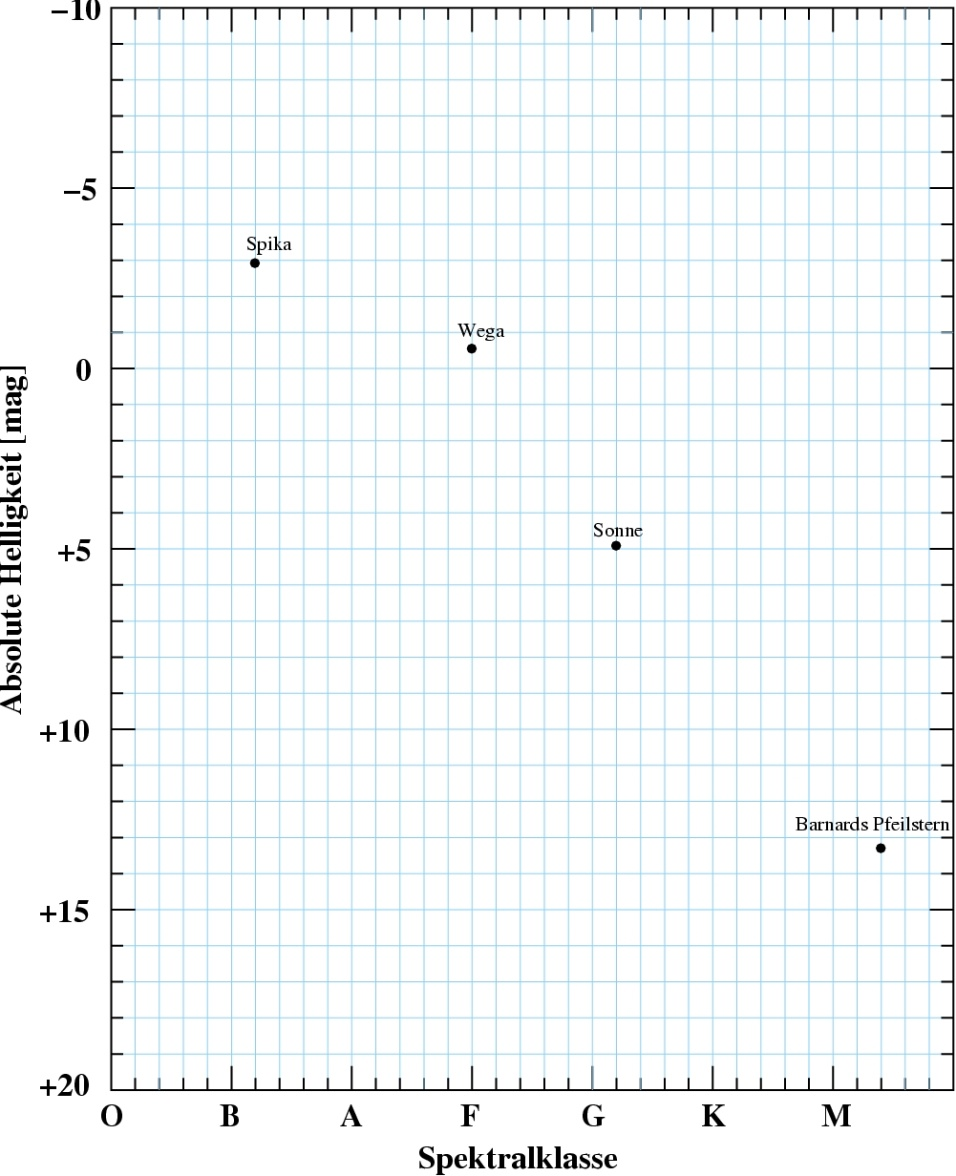 −10
−5
Spika
Wega
0
Absolute Helligkeit [mag]
Sonne
+5
+10
Barnards Pfeilstern
+15
+20
O B A F G K M
Spektralklasse